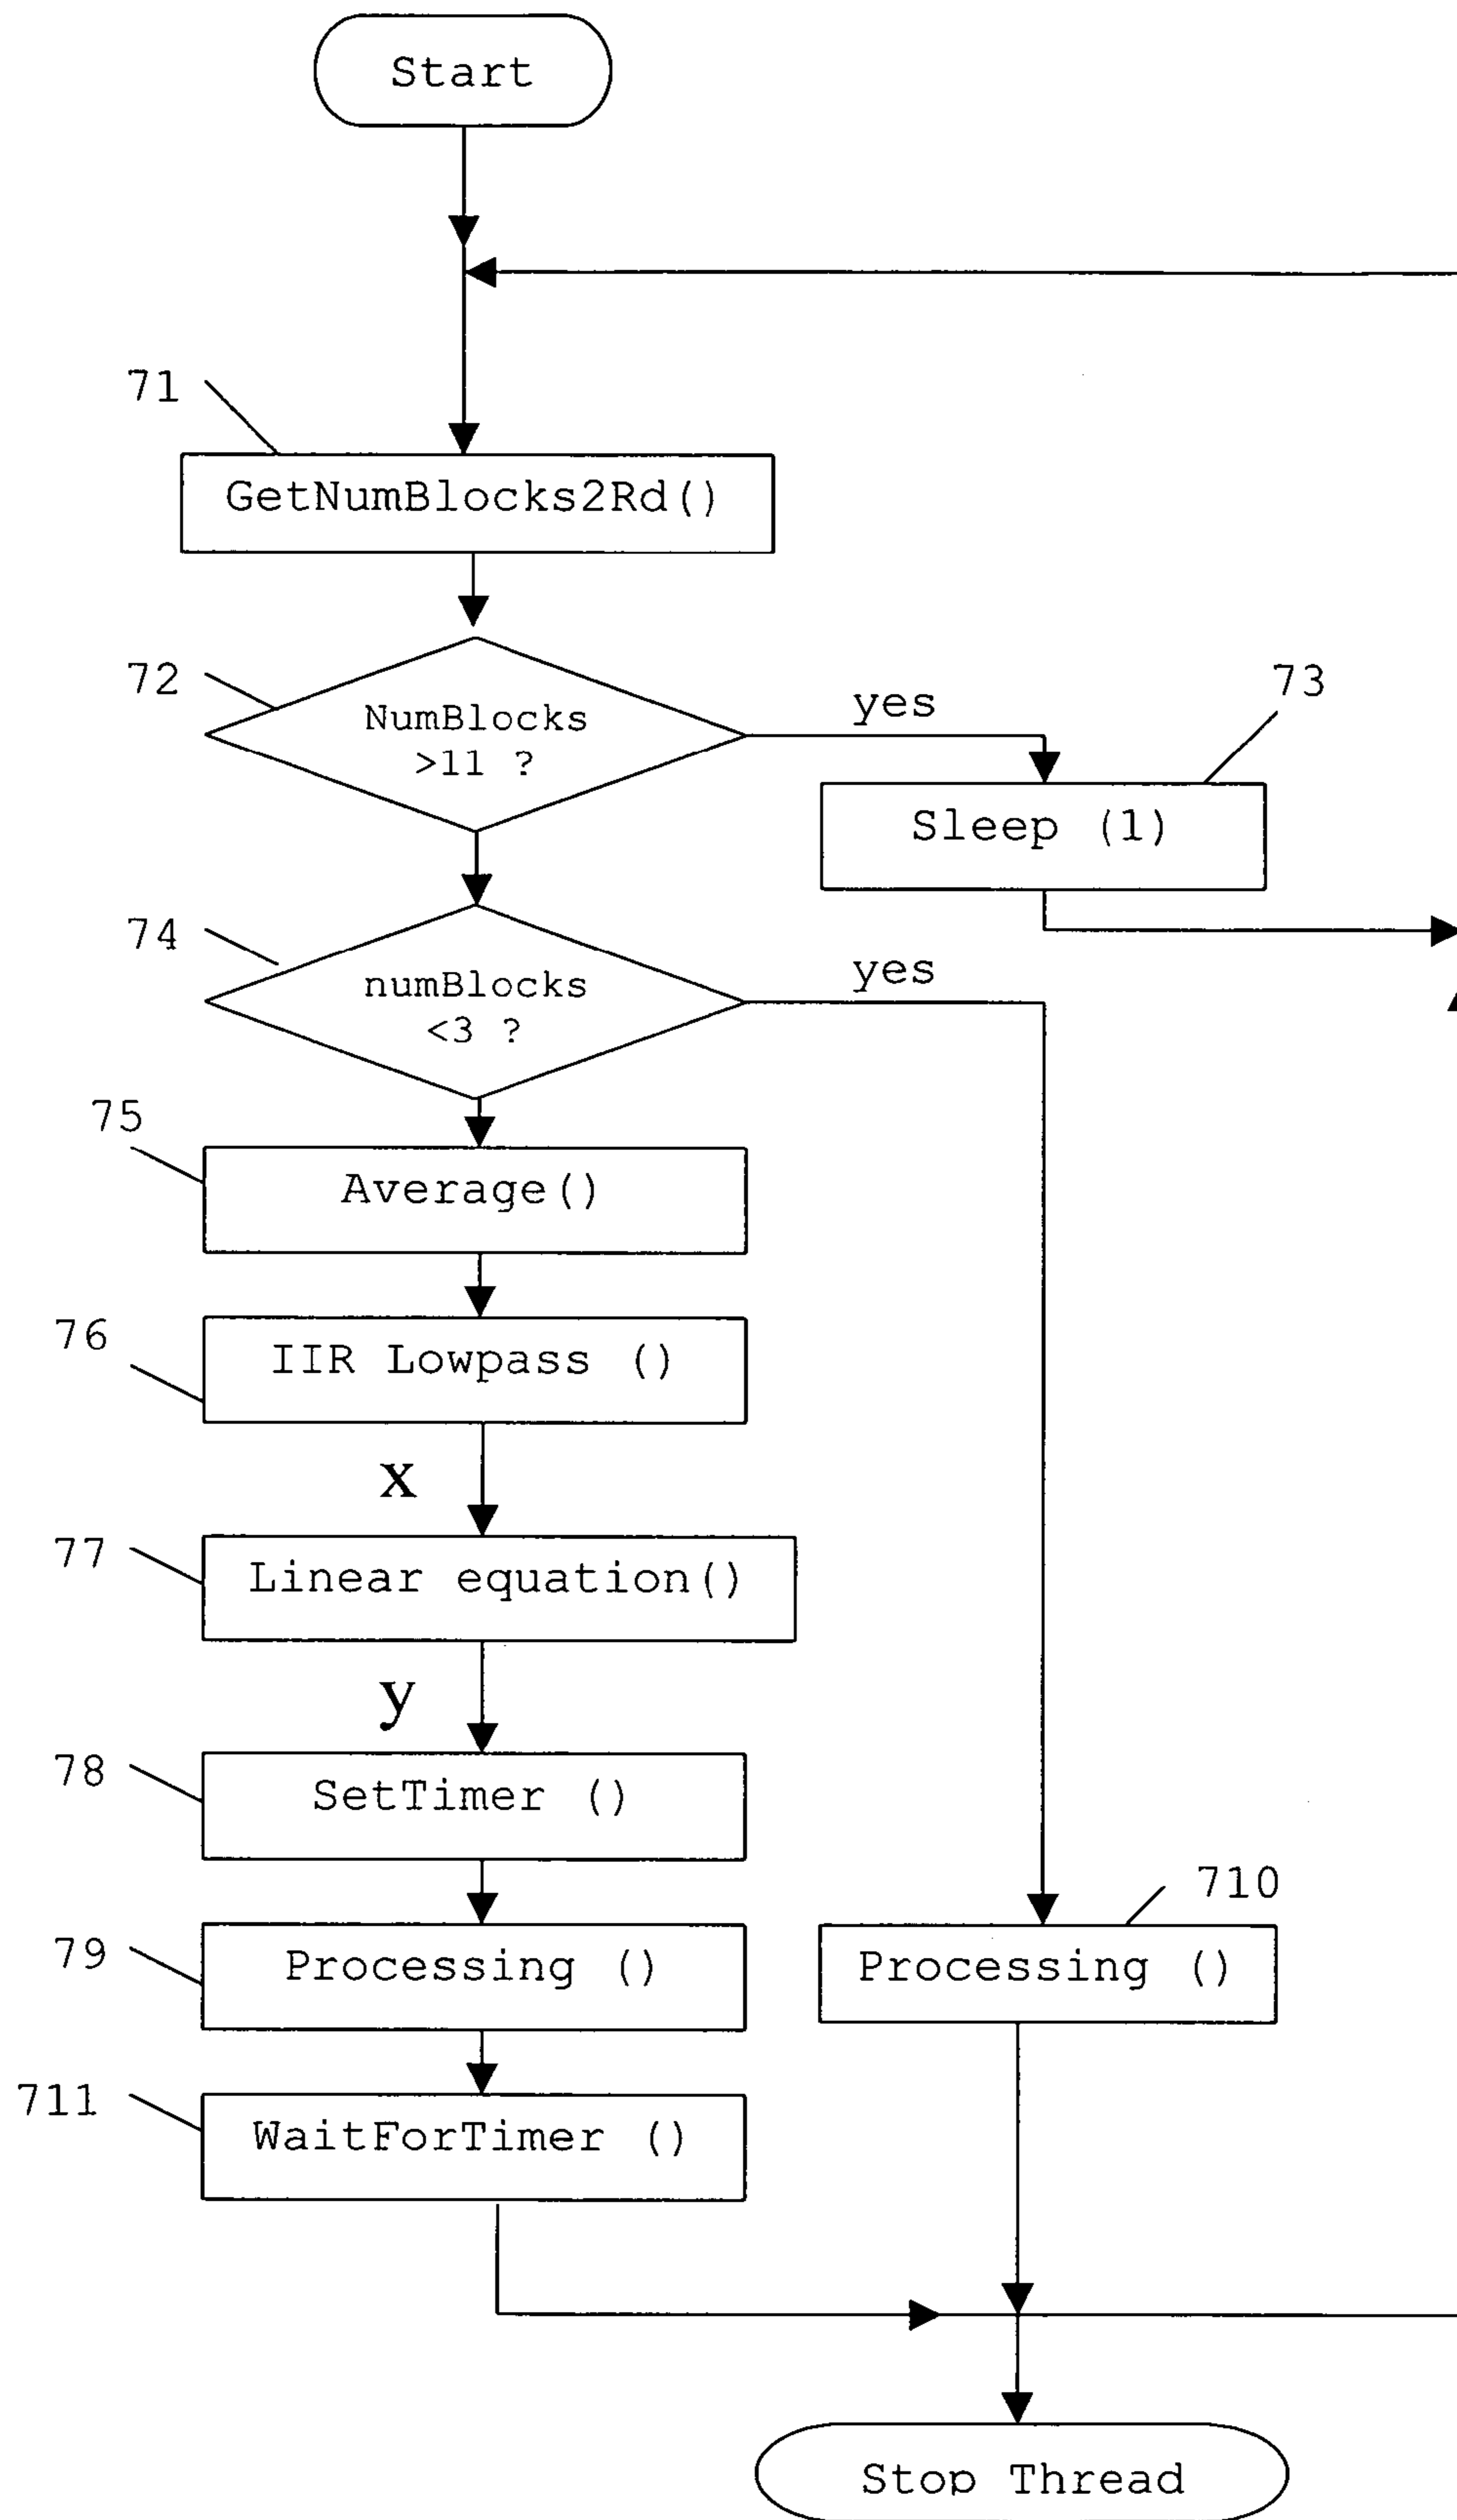 Start
71
GetNumBlocks2Rd()
72
NumBlocks
>11 ?
yes
73
Sleep (1)
74
numBlocks
<3 ?
yes
75
Average()
76
IIR Lowpass ()
x
77
Linear equation()
y
78
SetTimer ()
79
Processing ()
710
Processing ()
711
WaitForTimer ()
Stop Thread